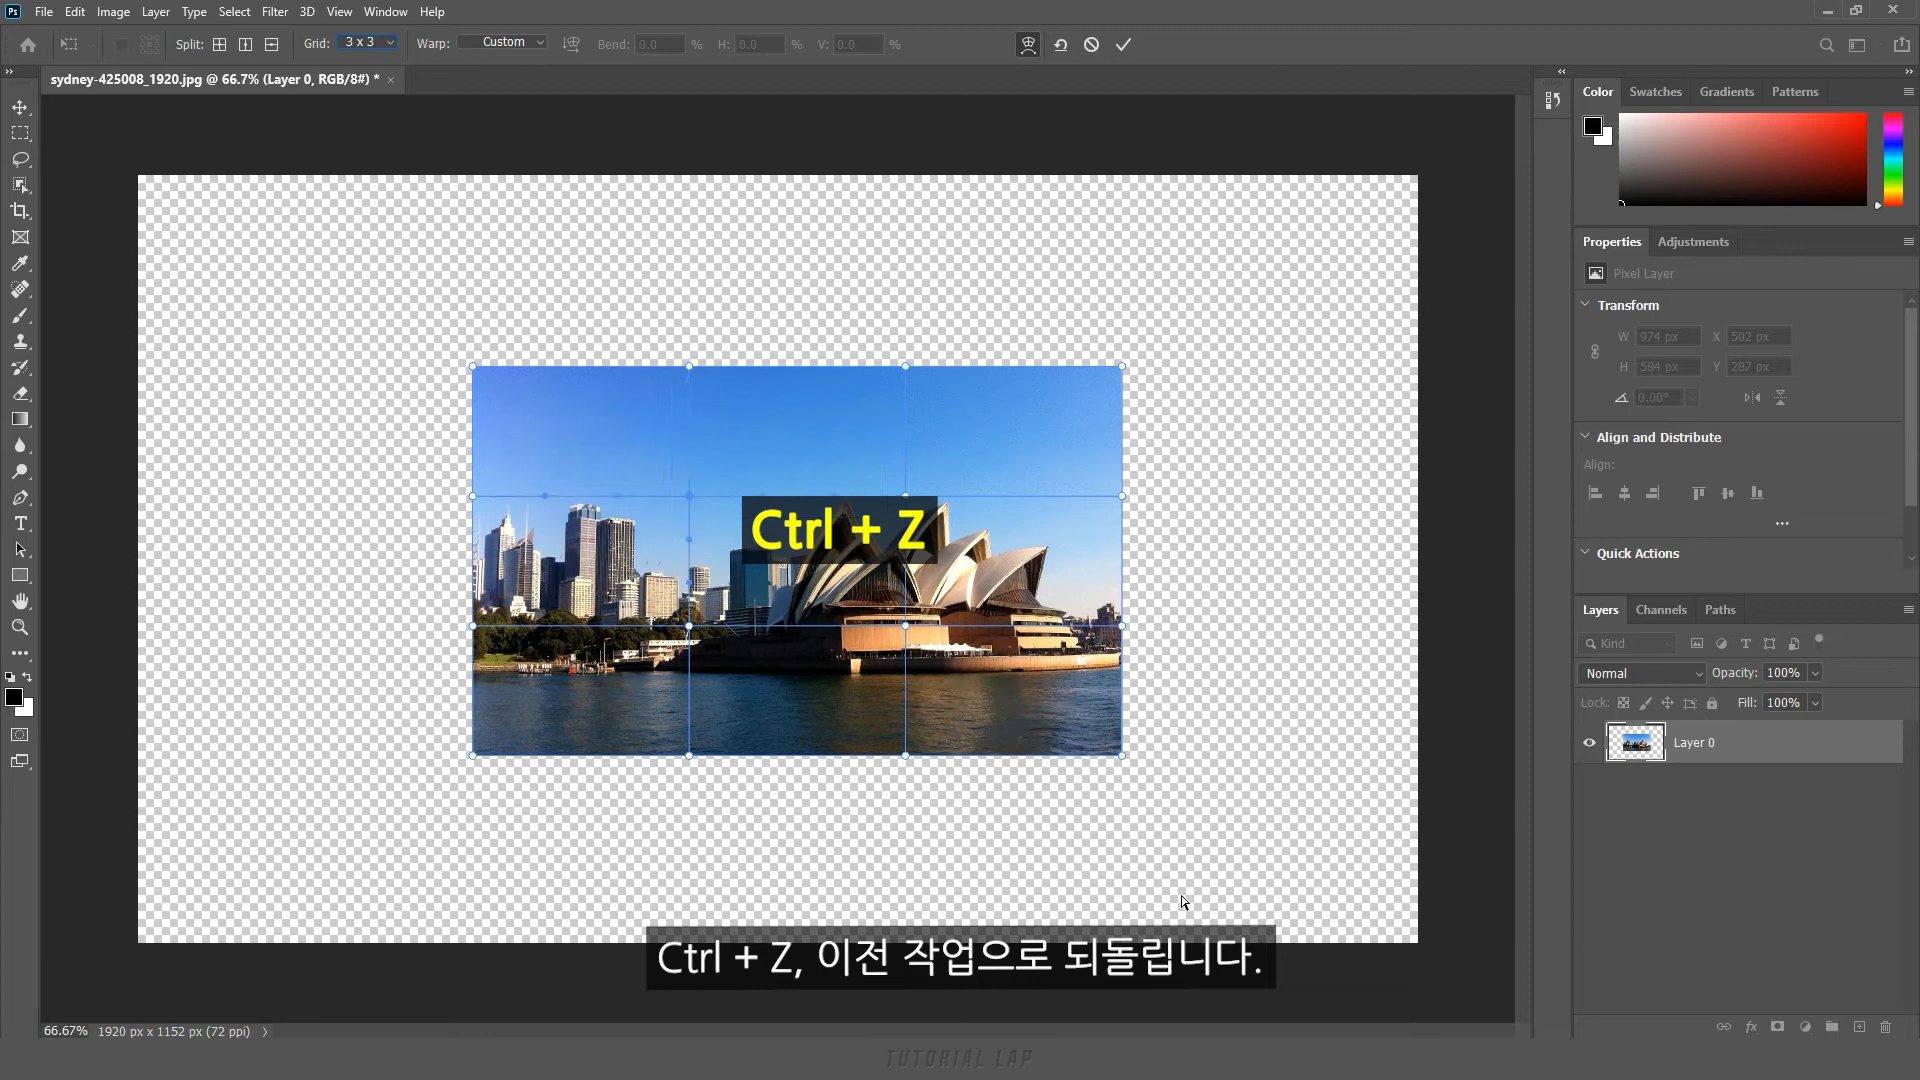 Ps File Edit Image Layer Type Select Filter 3D View Window Help
Split: Grid: 3 x 3 Warp: Custom Bend: 0.0 % H: 0.0 % V: 0.0 %
sydney-425008_1920.jpg @ 66.7% (Layer 0, RGB/8#) * ×
Color Swatches Gradients Patterns
Properties Adjustments
Pixel Layer
Transform
W 974 px X 502 px
H 584 px Y 287 px
0.00°
Align and Distribute
Align:
Quick Actions
Layers Channels Paths
Kind
Normal Opacity: 100%
Lock: Fill: 100%
Layer 0
Ctrl + Z
Ctrl + Z, 이전 작업으로 되돌립니다.
66.67% 1920 px x 1152 px (72 ppi)
TUTORIAL LAP